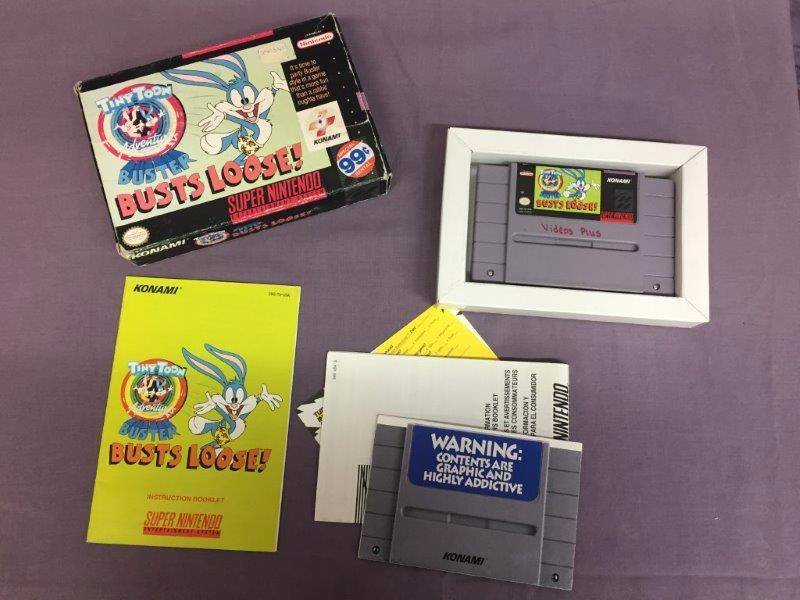 Nintendo
It's time to
party Buster
style in a game
that's more fun
than a rabbit
oughta have!
TINY TOON
Adventures
BUSTER
BUSTS LOOSE!
KONAMI
99¢
SUPER NINTENDO
KONAMI
KONAMI
BUSTS LOOSE!
Videos Plus
KONAMI
TINY TOON
Adventures
BUSTER
BUSTS LOOSE!
INSTRUCTION BOOKLET
SUPER NINTENDO
ENTERTAINMENT SYSTEM
NINTENDO
WARNING:
CONTENTS ARE
GRAPHIC AND
HIGHLY ADDICTIVE
KONAMI